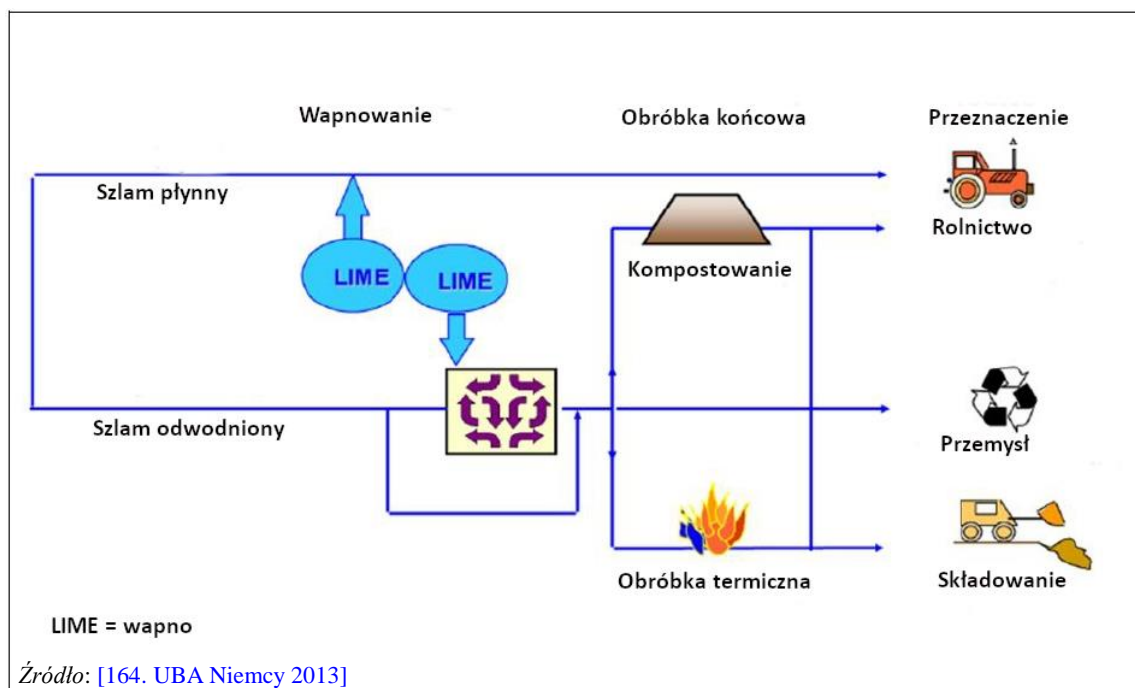 Wapnowanie
Obróbka końcowa
Przeznaczenie
Szlam płynny
Rolnictwo
LIME
LIME
Kompostowanie
Szlam odwodniony
Przemysł
Obróbka termiczna
Składowanie
LIME = wapno
Źródło: [164. UBA Niemcy 2013]